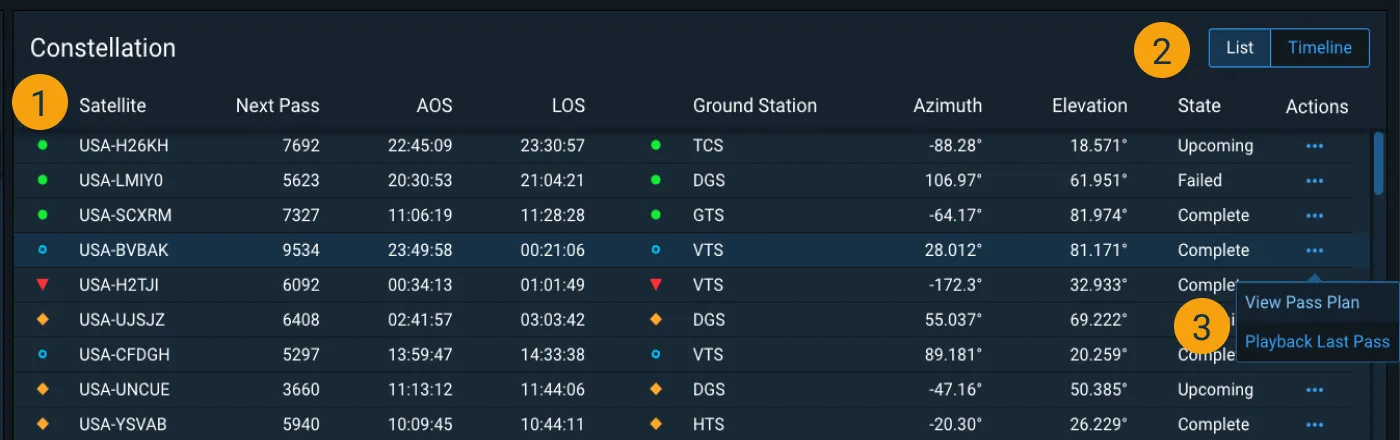 Constellation 2 List Timeline
1 Satellite Next Pass AOS LOS Ground Station Azimuth Elevation State Actions
USA-H26KH 7692 22:45:09 23:30:57 TCS -88.28° 18.571° Upcoming
USA-LMIY0 5623 20:30:53 21:04:21 DGS 106.97° 61.951° Failed
USA-SCXRM 7327 11:06:19 11:28:28 GTS -64.17° 81.974° Complete
USA-BVBAK 9534 23:49:58 00:21:06 VTS 28.012° 81.171° Complete
USA-H2TJI 6092 00:34:13 01:01:49 VTS -172.3° 32.933°
View Pass Plan
USA-UJSJZ 6408 02:41:57 03:03:42 DGS 55.037° 69.222° 3
Playback Last Pass
USA-CFDGH 5297 13:59:47 14:33:38 VTS 89.181° 20.259°
USA-UNCUE 3660 11:13:12 11:44:06 DGS -47.16° 50.385° Upcoming
USA-YSVAB 5940 10:09:45 10:44:11 HTS -20.30° 26.229° Complete